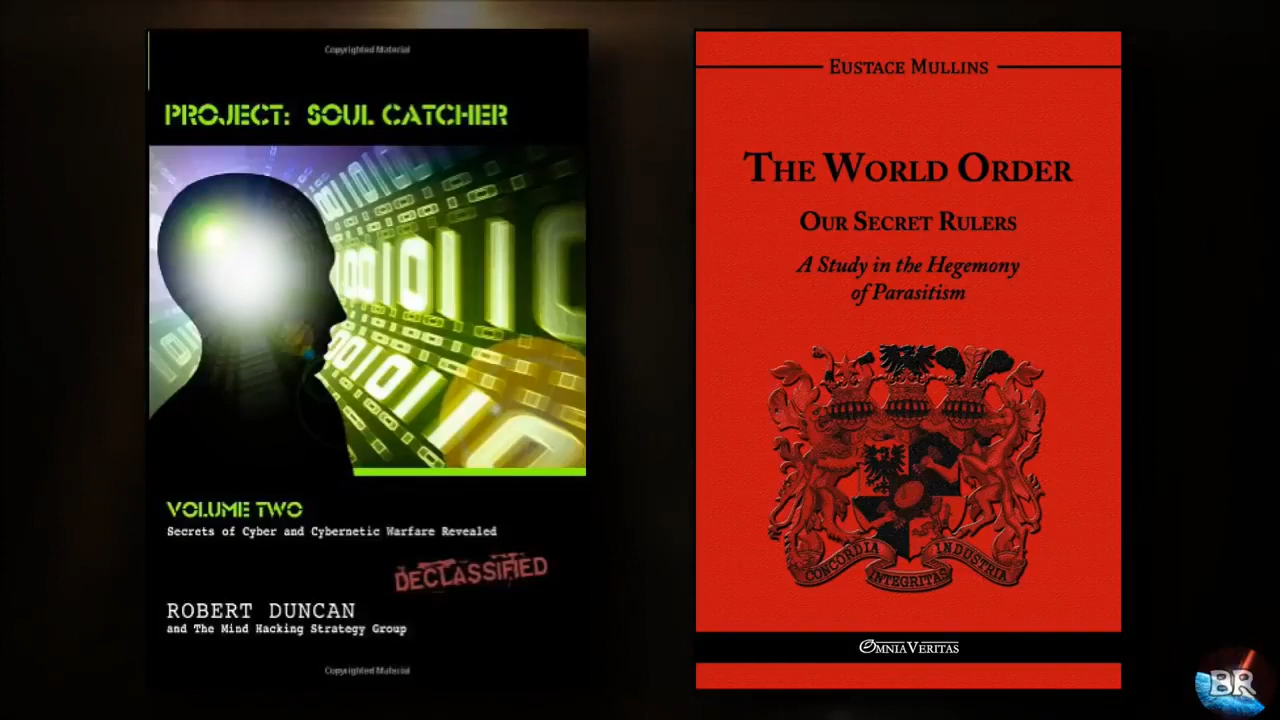 Copyrighted Material
PROJECT: SOUL CATCHER
VOLUME TWO
Secrets of Cyber and Cybernetic Warfare Revealed
DECLASSIFIED
ROBERT DUNCAN
and The Mind Hacking Strategy Group
Copyrighted Material
EUSTACE MULLINS
THE WORLD ORDER
OUR SECRET RULERS
A Study in the Hegemony
of Parasitism
CONCORDIA
INTEGRITAS
INDUSTRIA
OMNIA VERITAS
BR